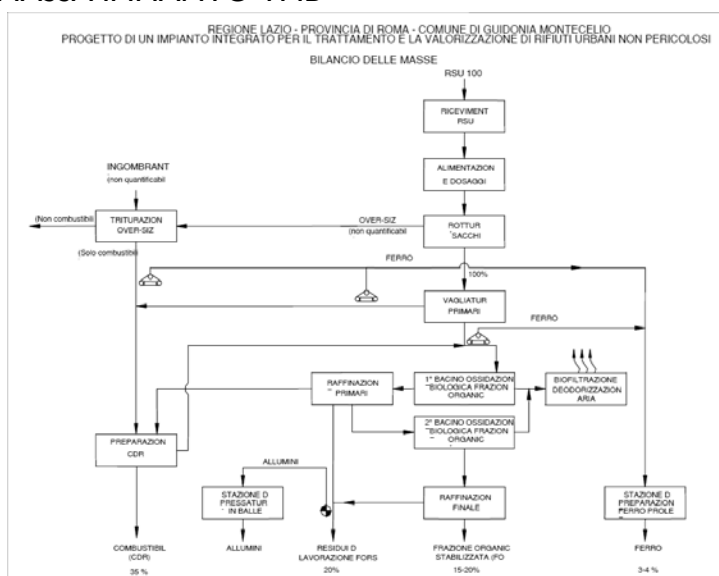 REGIONE LAZIO - PROVINCIA DI ROMA - COMUNE DI GUIDONIA MONTECELIO
PROGETTO DI UN IMPIANTO INTEGRATO PER IL TRATTAMENTO E LA VALORIZZAZIONE DI RIFIUTI URBANI NON PERICOLOSI
BILANCIO DELLE MASSE
RSU 100
RICEVIMENT
RSU
ALIMENTAZION
E DOSAGGI
INGOMBRANT
(non quantificabil
(Non combustibili
TRITURAZION
OVER-SIZ
OVER-SIZ
(non quantificabil
ROTTUR
SACCHI
(Solo combustibili
FERRO
100%
VAGLIATUR
PRIMARI
FERRO
RAFFINAZION
PRIMARI
1° BACINO OSSIDAZION
BIOLOGICA FRAZION
ORGANIC
BIOFILTRAZIONE
DEODORIZZAZION
ARIA
2° BACINO OSSIDAZION
BIOLOGICA FRAZION
ORGANIC
PREPARAZION
CDR
ALLUMINI
STAZIONE D
PRESSATUR
IN BALLE
RAFFINAZION
FINALE
STAZIONE D
PREPARAZION
FERRO PROLE
COMBUSTIBIL
(CDR)
ALLUMINI
RESIDUI D
LAVORAZIONE FORS
FRAZIONE ORGANIC
STABILIZZATA (FO
FERRO
35 %
20%
15-20%
3-4 %